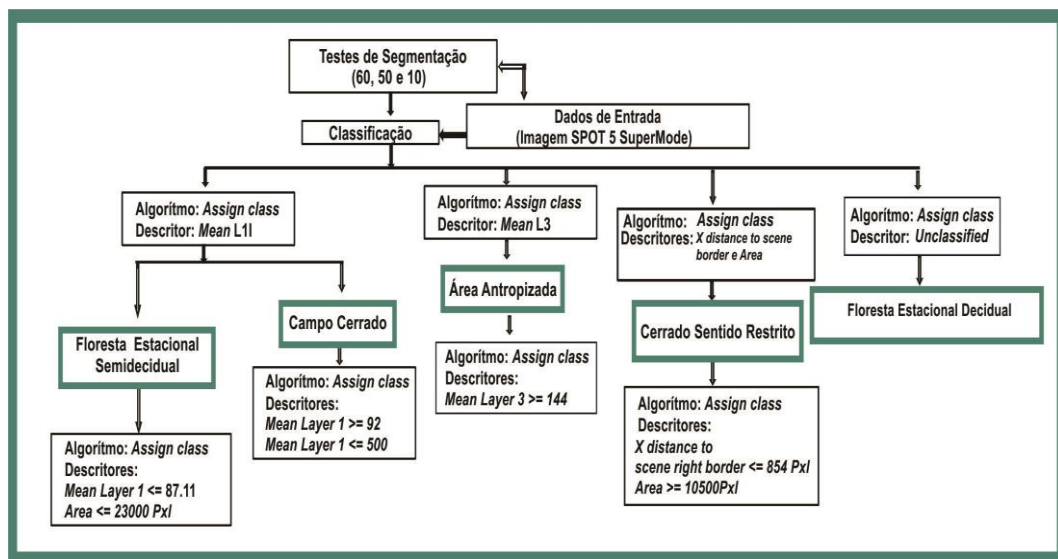 Testes de Segmentação
(60, 50 e 10)
Dados de Entrada
(Imagem SPOT 5 SuperMode)
Classificação
Algorítmo: Assign class
Descritor: Mean L1I
Algorítmo: Assign class
Descritor: Mean L3
Algorítmo: Assign class
Descritores: X distance to scene
border e Area
Algorítmo: Assign class
Descritor: Unclassified
Floresta Estacional
Semidecidual
Campo Cerrado
Área Antropizada
Cerrado Sentido Restrito
Floresta Estacional Decidual
Algorítmo: Assign class
Descritores:
Mean Layer 1 <= 87.11
Area <= 23000 Pxl
Algorítmo: Assign class
Descritores:
Mean Layer 1 >= 92
Mean Layer 1 <= 500
Algorítmo: Assign class
Descritores:
Mean Layer 3 >= 144
Algorítmo: Assign class
Descritores:
X distance to
scene right border <= 854 Pxl
Area >= 10500Pxl